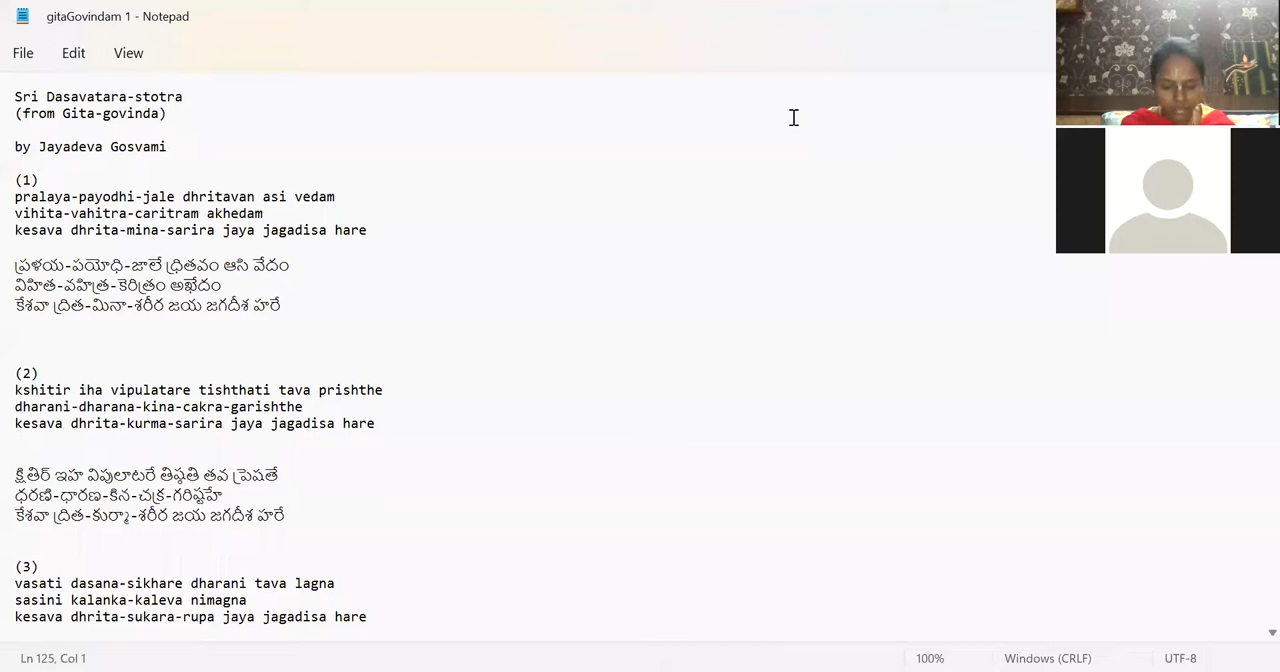 gitaGovindam 1 - Notepad
File Edit View
Sri Dasavatara-stotra
(from Gita-govinda)
by Jayadeva Gosvami
(1)
pralaya-payodhi-jale dhritavan asi vedam
vihita-vahitra-caritram akhedam
kesava dhrita-mina-sarira jaya jagadisa hare
ప్రళయ-పయోధి-జాలే ధ్రితవం ఆసి వేదం
విహిత-వహిత్ర-కెరిత్రం అఖేదం
కేశవా ద్రిత-మినా-శరీర జయ జగదీశ హరే
(2)
kshitir iha vipulatare tishthati tava prishthe
dharani-dharana-kina-cakra-garishthe
kesava dhrita-kurma-sarira jaya jagadisa hare
క్షితిర్ ఇహ విపులాటరే తిష్ఠతి తవ ప్రెషతే
ధరణి-ధారణ-కిన-చక్ర-గరిష్టహే
కేశవా ద్రిత-కుర్మా-శరీర జయ జగదీశ హరే
(3)
vasati dasana-sikhare dharani tava lagna
sasini kalanka-kaleva nimagna
kesava dhrita-sukara-rupa jaya jagadisa hare
Ln 125, Col 1 100% Windows (CRLF) UTF-8